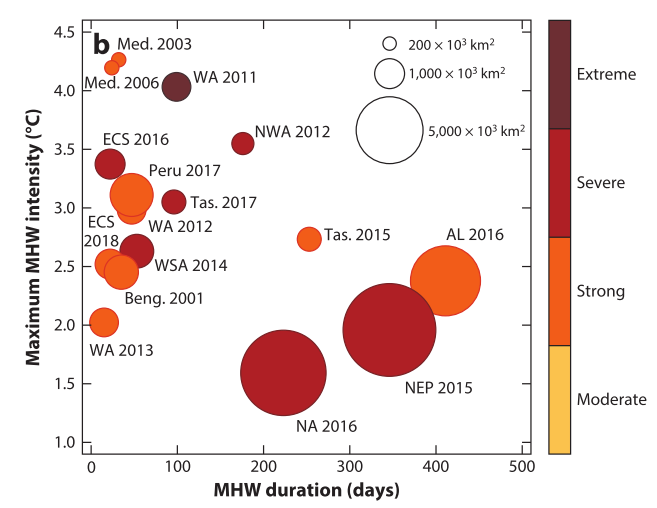 b
4.5
4.0
3.5
3.0
2.5
2.0
1.5
1.0
Maximum MHW intensity (°C)
0
100
200
300
400
500
MHW duration (days)
Med. 2003
Med. 2006
WA 2011
NWA 2012
ECS 2016
Peru 2017
Tas. 2017
WA 2012
ECS
2018
WSA 2014
Beng. 2001
WA 2013
Tas. 2015
AL 2016
NEP 2015
NA 2016
200 × 10³ km²
1,000 × 10³ km²
5,000 × 10³ km²
Extreme
Severe
Strong
Moderate